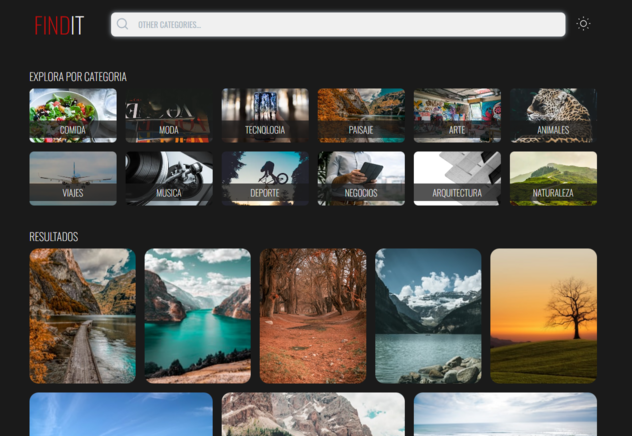 FINDIT
OTHER CATEGORIES...
EXPLORA POR CATEGORIA
COMIDA
MODA
TECNOLOGIA
PAISAJE
ARTE
ANIMALES
VIAJES
MUSICA
DEPORTE
NEGOCIOS
ARQUITECTURA
NATURALEZA
RESULTADOS